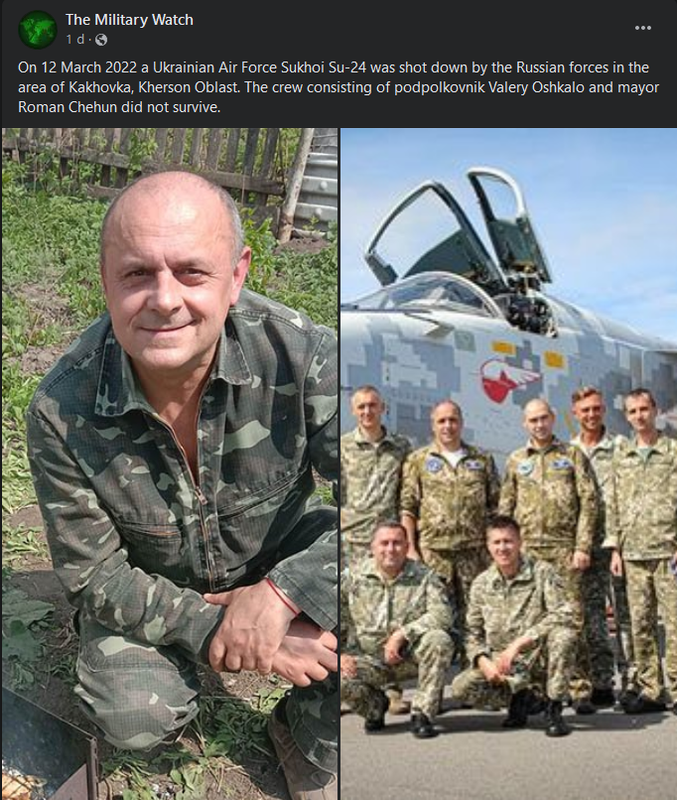 The Military Watch
1 d ·
On 12 March 2022 a Ukrainian Air Force Sukhoi Su-24 was shot down by the Russian forces in the
area of Kakhovka, Kherson Oblast. The crew consisting of podpolkovnik Valery Oshkalo and mayor
Roman Chehun did not survive.